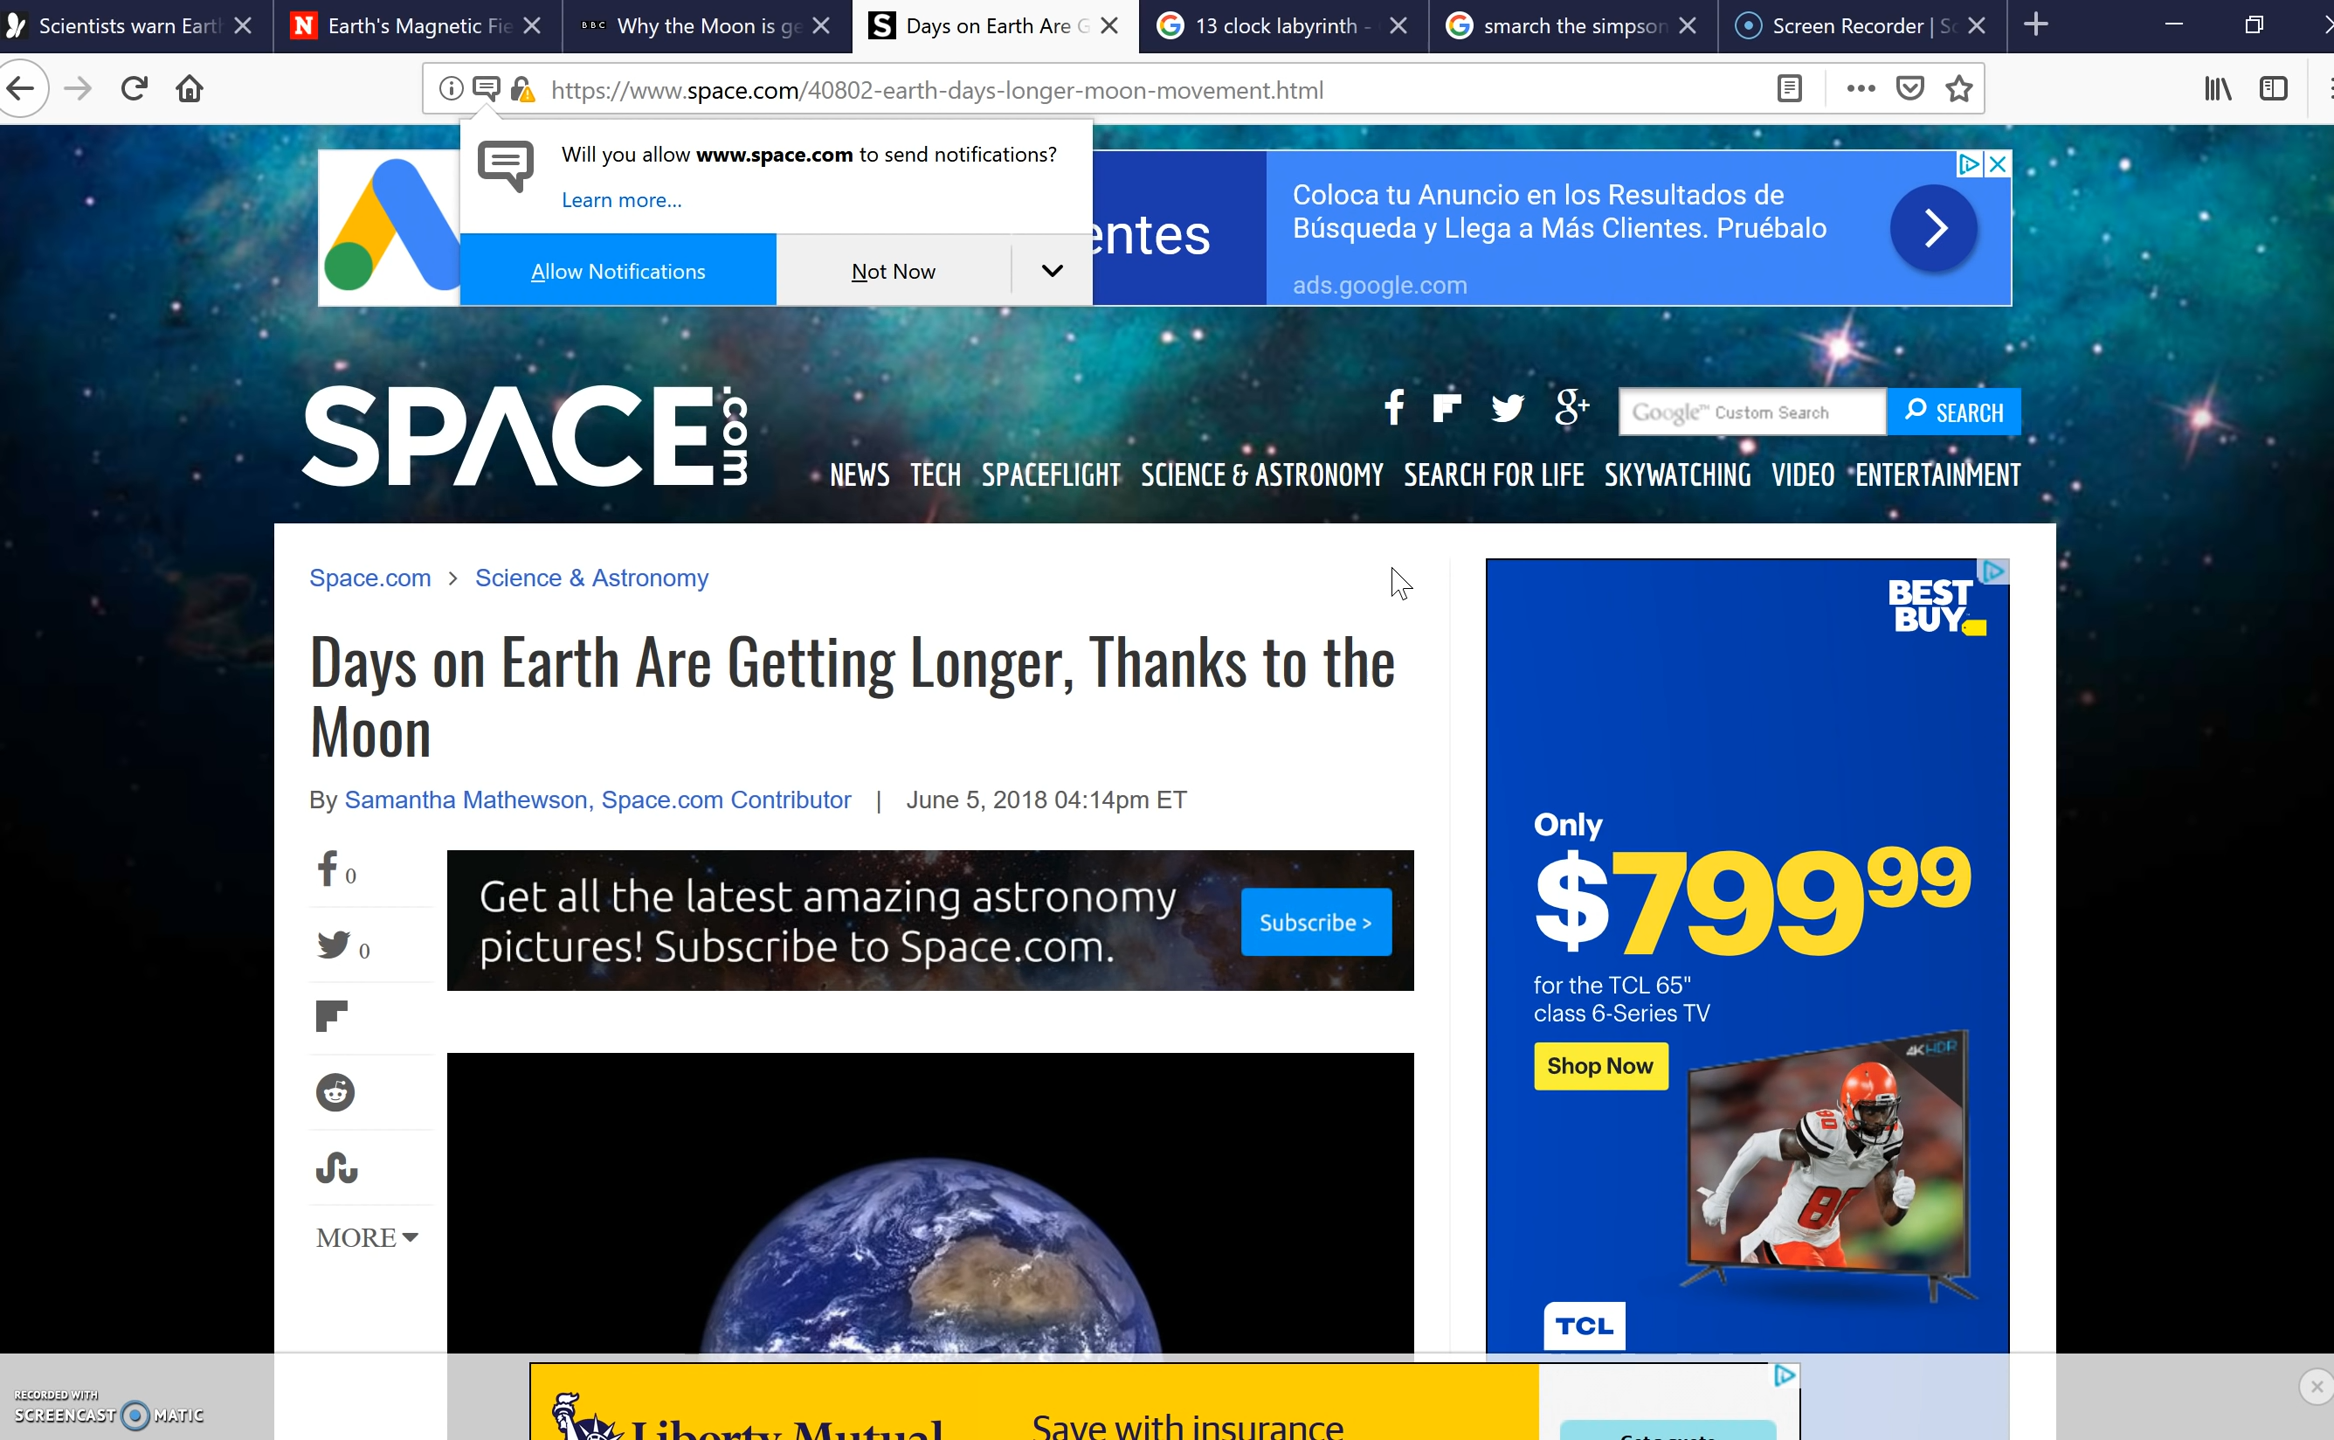 Scientists warn Eart
Earth's Magnetic Fie
BBC Why the Moon is ge
Days on Earth Are G
13 clock labyrinth -
smarch the simpson
Screen Recorder | Sc
https://www.space.com/40802-earth-days-longer-moon-movement.html
Will you allow www.space.com to send notifications?
Learn more...
Allow Notifications
Not Now
entes
Coloca tu Anuncio en los Resultados de
Búsqueda y Llega a Más Clientes. Pruébalo
ads.google.com
SPACE.com
Google™ Custom Search
SEARCH
NEWS TECH SPACEFLIGHT SCIENCE & ASTRONOMY SEARCH FOR LIFE SKYWATCHING VIDEO ENTERTAINMENT
Space.com > Science & Astronomy
Days on Earth Are Getting Longer, Thanks to the
Moon
By Samantha Mathewson, Space.com Contributor | June 5, 2018 04:14pm ET
0
0
MORE
Get all the latest amazing astronomy
pictures! Subscribe to Space.com.
Subscribe >
BEST
BUY
Only
$799 99
for the TCL 65"
class 6-Series TV
Shop Now
4K HDR
80
TCL
RECORDED WITH
SCREENCAST MATIC
Liberty Mutual
Save with insurance